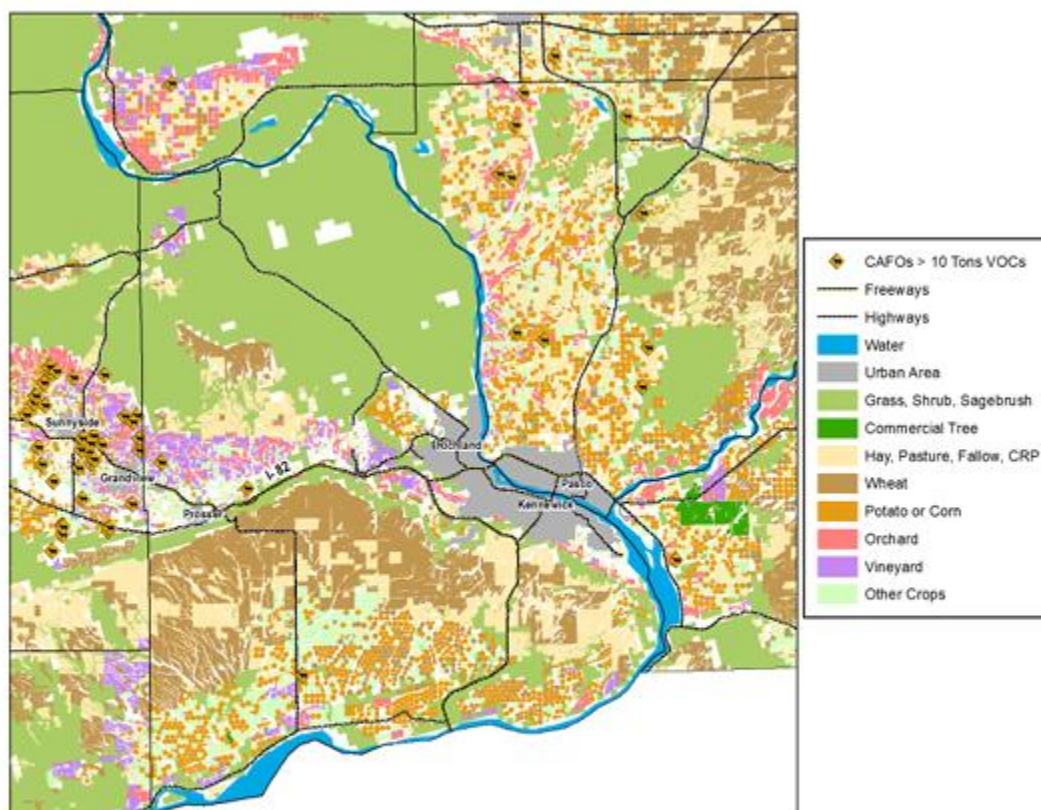 Sunnyside
Grandview
Prosser
I- 82
Richland
Pasco
Kennewick
CAFOs > 10 Tons VOCs
Freeways
Highways
Water
Urban Area
Grass, Shrub, Sagebrush
Commercial Tree
Hay, Pasture, Fallow, CRP
Wheat
Potato or Corn
Orchard
Vineyard
Other Crops